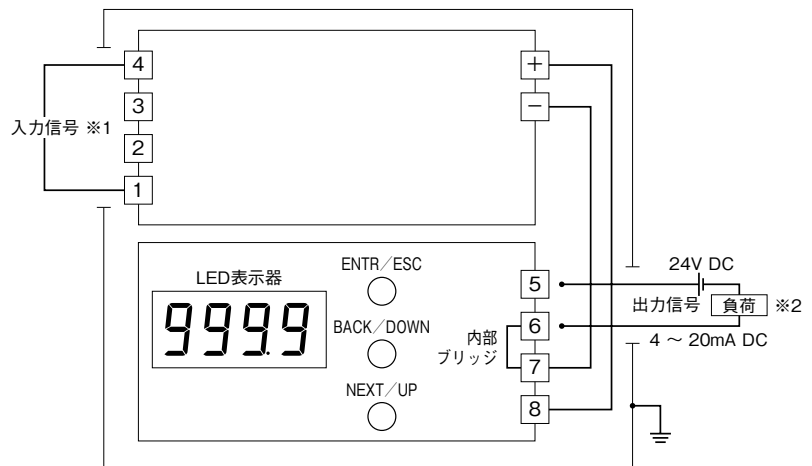 4
+
3
−
入力信号 ※1
2
1
LED表示器
999.9
ENTR/ESC
BACK/DOWN
NEXT/UP
内部
ブリッジ
5
6
7
8
24V DC
出力信号
負荷
※2
4 ~ 20mA DC